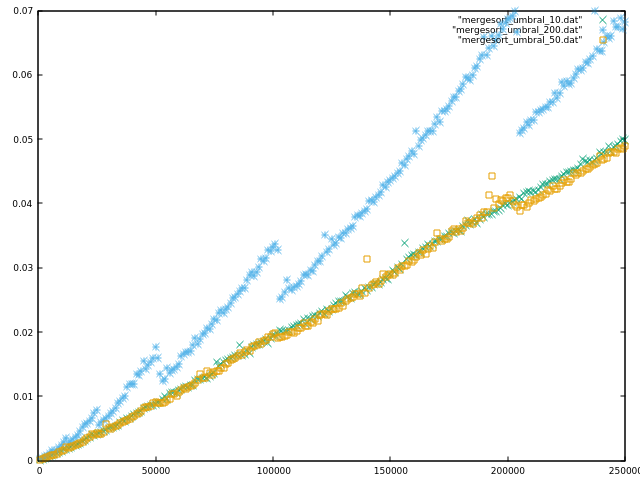 0.07
"mergesort_umbral_10.dat"
"mergesort_umbral_200.dat"
"mergesort_umbral_50.dat"
0.06
0.05
0.04
0.03
0.02
0.01
0
0 50000 100000 150000 200000 250000